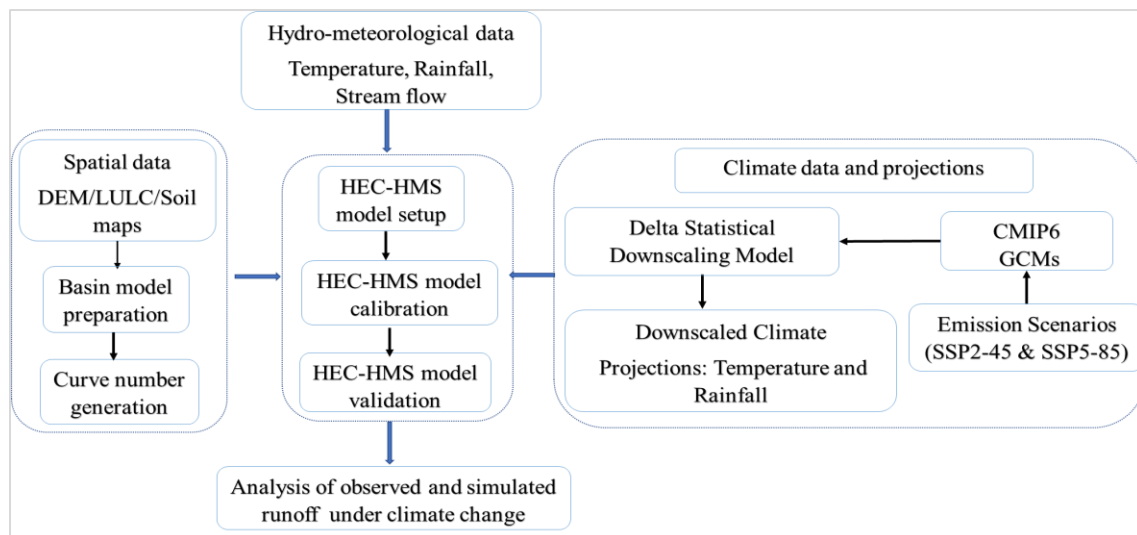 Hydro-meteorological data
Temperature, Rainfall,
Stream flow
Spatial data
DEM/LULC/Soil
maps
Basin model
preparation
Curve number
generation
HEC-HMS
model setup
HEC-HMS model
calibration
HEC-HMS model
validation
Climate data and projections
Delta Statistical
Downscaling Model
CMIP6
GCMs
Downscaled Climate
Projections: Temperature and
Rainfall
Emission Scenarios
(SSP2-45 & SSP5-85)
Analysis of observed and simulated
runoff under climate change